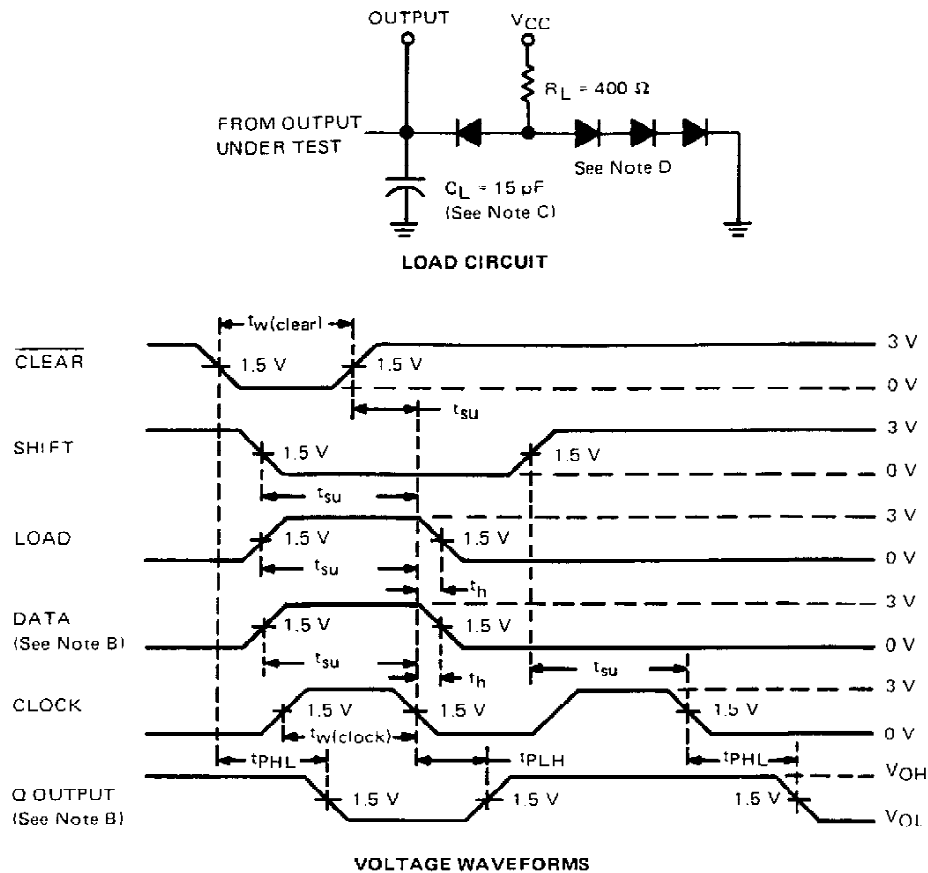 OUTPUT
VCC
RL = 400 Ω
FROM OUTPUT
UNDER TEST
See Note D
CL = 15 pF
(See Note C)
LOAD CIRCUIT
tw(clear)
CLEAR
1.5 V
1.5 V
3 V
0 V
tsu
SHIFT
1.5 V
1.5 V
3 V
0 V
tsu
LOAD
1.5 V
1.5 V
3 V
0 V
tsu
th
DATA
(See Note B)
1.5 V
1.5 V
3 V
0 V
tsu
th
tsu
CLOCK
1.5 V
1.5 V
1.5 V
3 V
0 V
tw(clock)
tPHL
tPLH
tPHL
Q OUTPUT
(See Note B)
1.5 V
1.5 V
1.5 V
VOH
VOL
VOLTAGE WAVEFORMS